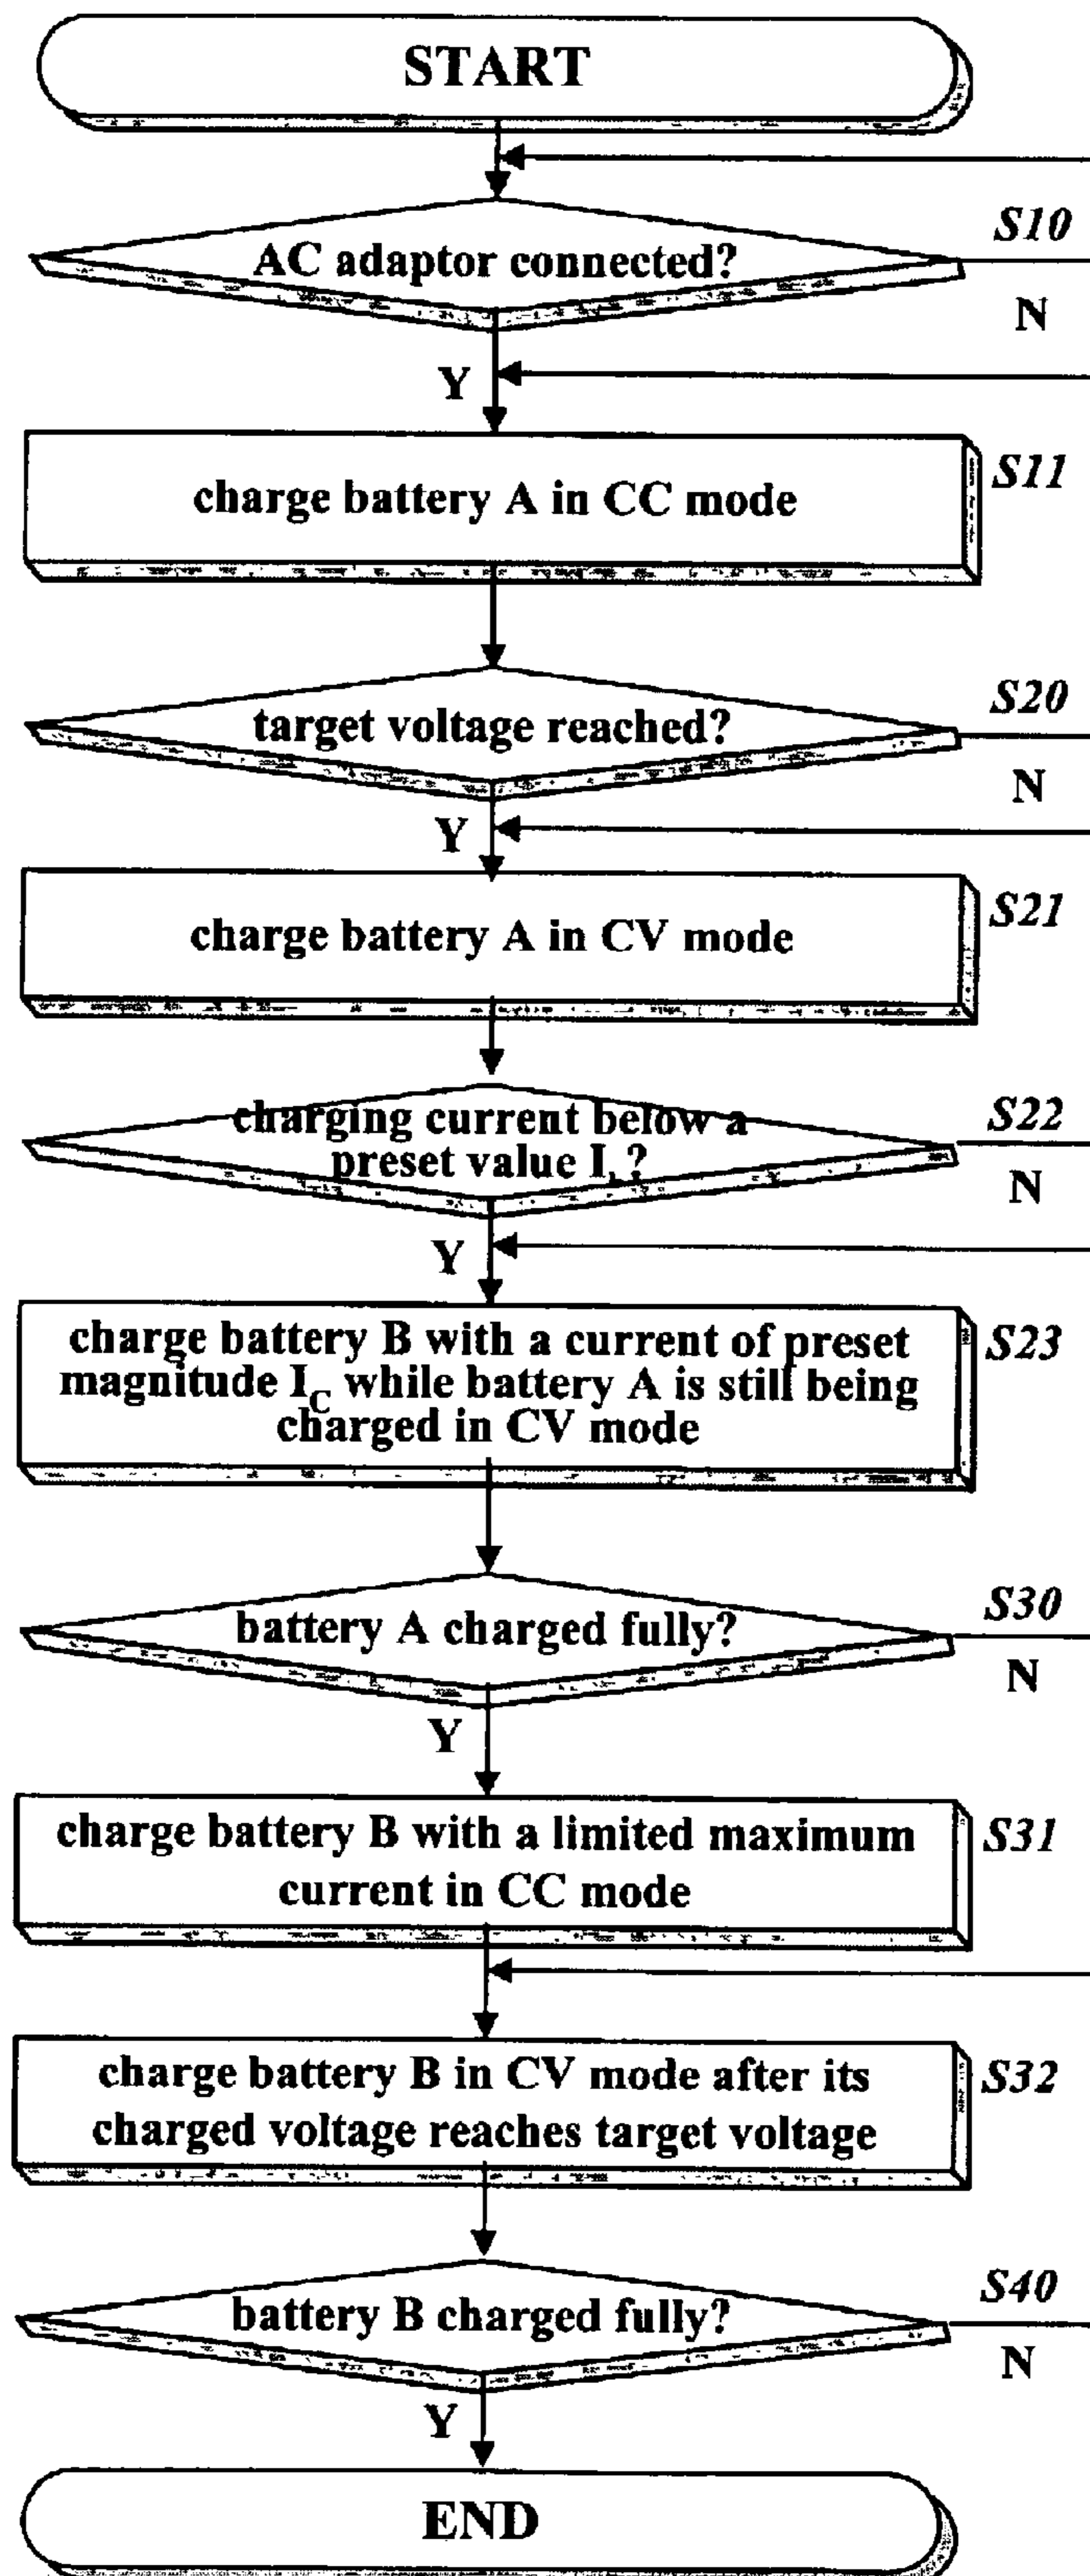 START
AC adaptor connected?
S10
N
Y
charge battery A in CC mode
S11
target voltage reached?
S20
N
Y
charge battery A in CV mode
S21
charging current below a
preset value I ?
S22
N
Y
charge battery B with a current of preset
magnitude IC while battery A is still being
charged in CV mode
S23
battery A charged fully?
S30
N
Y
charge battery B with a limited maximum
current in CC mode
S31
charge battery B in CV mode after its
charged voltage reaches target voltage
S32
battery B charged fully?
S40
N
Y
END